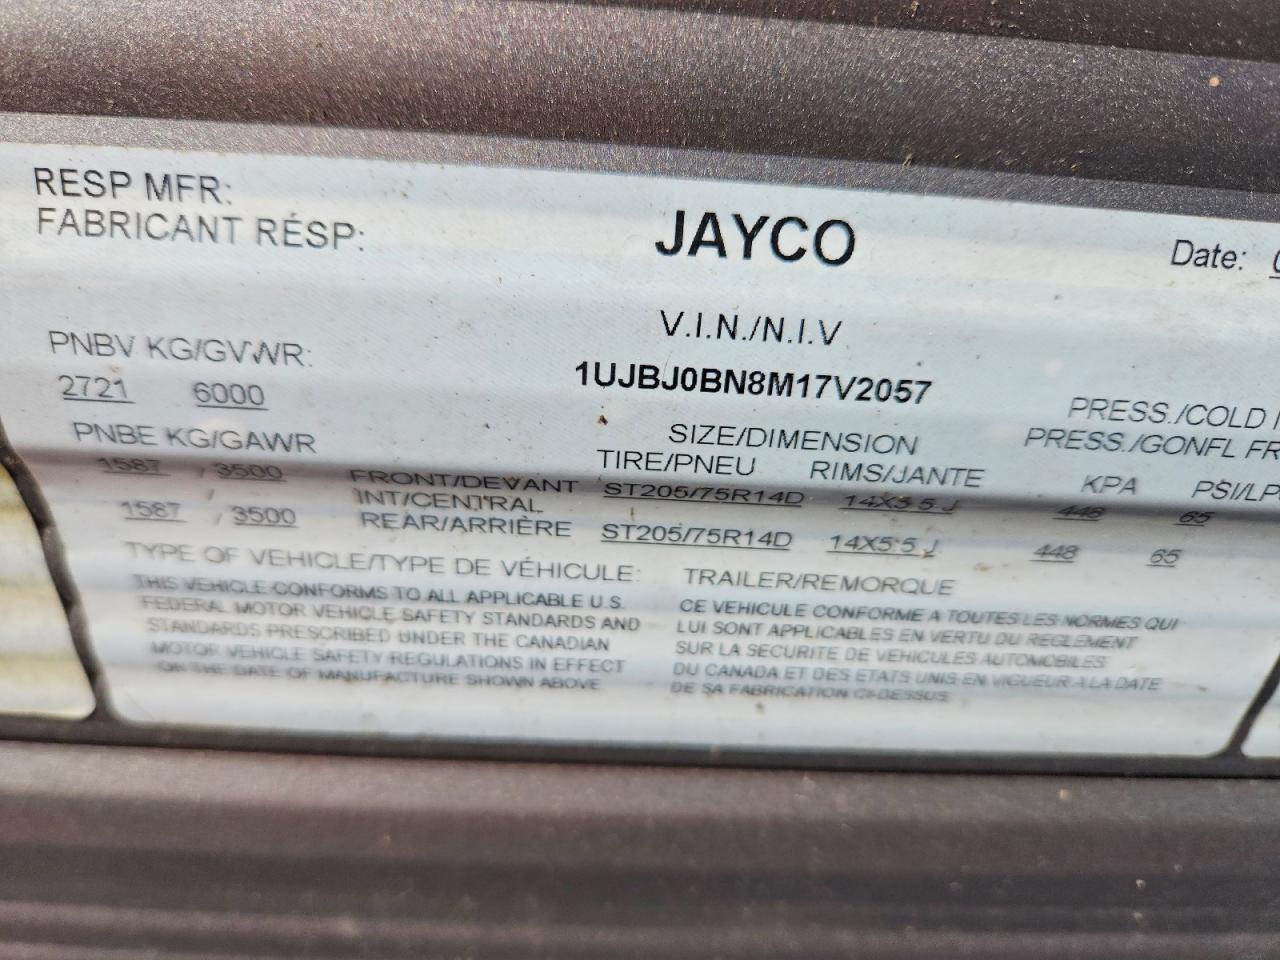 RESP MFR:
FABRICANT RÉSP:
JAYCO
Date:
V.I.N./N.I.V
1UJBJ0BN8M17V2057
PNBV KG/GVWR:
2721 6000
PNBE KG/GAWR
SIZE/DIMENSION
TIRE/PNEU RIMS/JANTE
PRESS./COLD
PRESS./GONFL FR
KPA PSI/LP
1587 / 3500 FRONT/DEVANT ST205/75R14D 14X5.5 J 448 65
/ INT/CENTRAL
1587 / 3500 REAR/ARRIÈRE ST205/75R14D 14X5.5 J 448 65
TYPE OF VEHICLE/TYPE DE VÉHICULE: TRAILER/REMORQUE
THIS VEHICLE CONFORMS TO ALL APPLICABLE U.S.
FEDERAL MOTOR VEHICLE SAFETY STANDARDS AND
STANDARDS PRESCRIBED UNDER THE CANADIAN
MOTOR VEHICLE SAFETY REGULATIONS IN EFFECT
ON THE DATE OF MANUFACTURE SHOWN ABOVE
CE VEHICULE CONFORME A TOUTES LES NORMES QUI
LUI SONT APPLICABLES EN VERTU DU REGLEMENT
SUR LA SECURITE DE VEHICULES AUTOMOBILES
DU CANADA ET DES ETATS UNIS EN VIGUEUR A LA DATE
DE SA FABRICATION CI-DESSUS